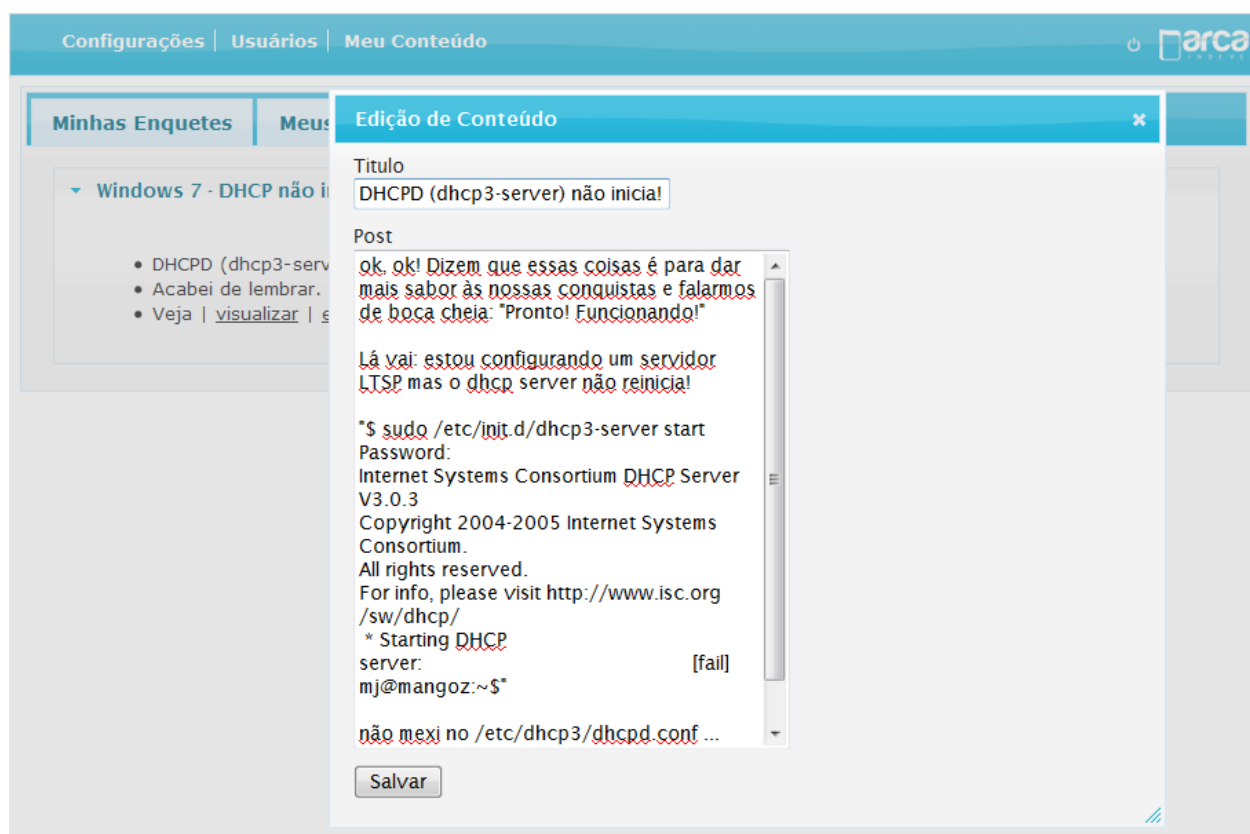 Configurações | Usuários | Meu Conteúdo
arca
Minhas Enquetes
Meus
Edição de Conteúdo
Windows 7 - DHCP não
Titulo
DHCPD (dhcp3-server) não inicia!
Post
• DHCPD (dhcp3-serv
• Acabei de lembrar.
• Veja | visualizar | e
ok, ok! Dizem que essas coisas é para dar
mais sabor às nossas conquistas e falarmos
de boca cheia: "Pronto! Funcionando!"
Lá vai: estou configurando um servidor
LTSP mas o dhcp server não reinicia!
"$ sudo /etc/init.d/dhcp3-server start
Password:
Internet Systems Consortium DHCP Server
V3.0.3
Copyright 2004-2005 Internet Systems
Consortium.
All rights reserved.
For info, please visit http://www.isc.org
/sw/dhcp/
* Starting DHCP
server: [fail]
mj@mangoz:~$"
não mexi no /etc/dhcp3/dhcpd.conf ...
Salvar